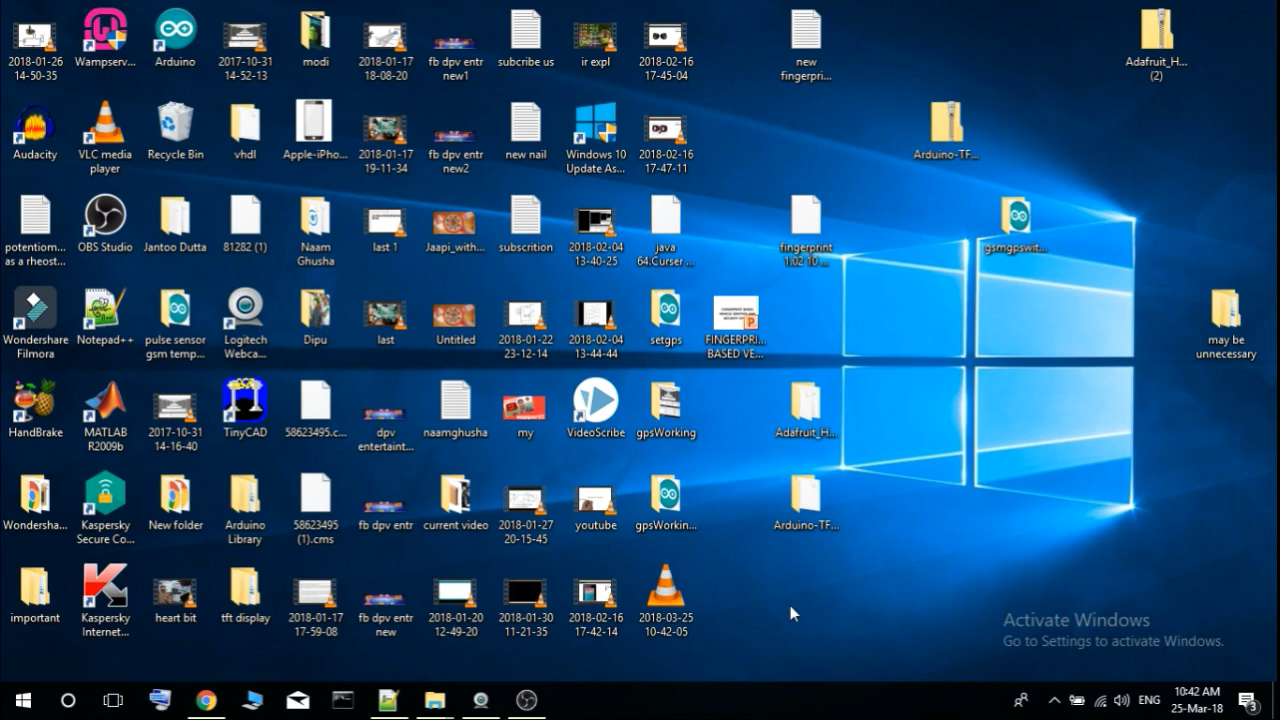 2018-01-26
14-50-35
Wampserv...
Arduino
2017-10-31
14-52-13
modi
2018-01-17
18-08-20
fb dpv entr
new1
subcribe us
ir expl
2018-02-16
17-45-04
new
fingerpri...
Adafruit_H...
(2)
Audacity
VLC media
player
Recycle Bin
vhdl
Apple-iPho...
2018-01-17
19-11-34
fb dpv entr
new2
new nail
Windows 10
Update As...
2018-02-16
17-47-11
Arduino-TF...
potentiom...
as a rheost...
OBS Studio
Jantoo Dutta
81282 (1)
Naam
Ghusha
last 1
Jaapi_with...
subscrition
2018-02-04
13-40-25
java
64.Curser ...
fingerprint
1.02 10 ...
gsmgpswit...
Wondershare
Filmora
Notepad++
pulse sensor
gsm temp...
Logitech
Webca...
Dipu
last
Untitled
2018-01-22
23-12-14
2018-02-04
13-44-44
setgps
FINGERPRI...
BASED VE...
may be
unnecessary
HandBrake
MATLAB
R2009b
2017-10-31
14-16-40
TinyCAD
58623495.c...
dpv
entertaint...
naamghusha
my
VideoScribe
gpsWorking
Adafruit_H...
Wondersha...
Kaspersky
Secure Co...
New folder
Arduino
Library
58623495
(1).cms
fb dpv entr
current video
2018-01-27
20-15-45
youtube
gpsWorkin...
Arduino-TF...
important
Kaspersky
Internet...
heart bit
tft display
2018-01-17
17-59-08
fb dpv entr
new
2018-01-20
12-49-20
2018-01-30
11-21-35
2018-02-16
17-42-14
2018-03-25
10-42-05
Activate Windows
Go to Settings to activate Windows.
ENG
10:42 AM
25-Mar-18
3